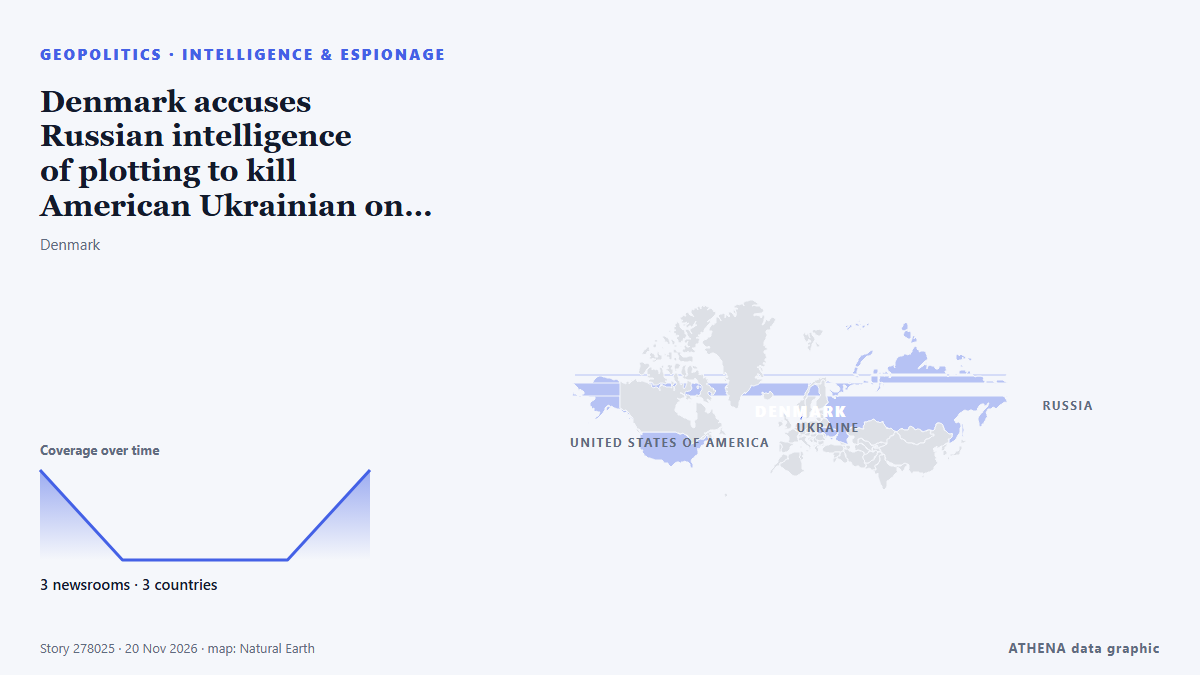 GEOPOLITICS · INTELLIGENCE & ESPIONAGE
Denmark accuses
Russian intelligence
of plotting to kill
American Ukrainian on...
Denmark
DENMARK
RUSSIA
UKRAINE
UNITED STATES OF AMERICA
Coverage over time
3 newsrooms · 3 countries
Story 278025 · 20 Nov 2026 · map: Natural Earth
ATHENA data graphic